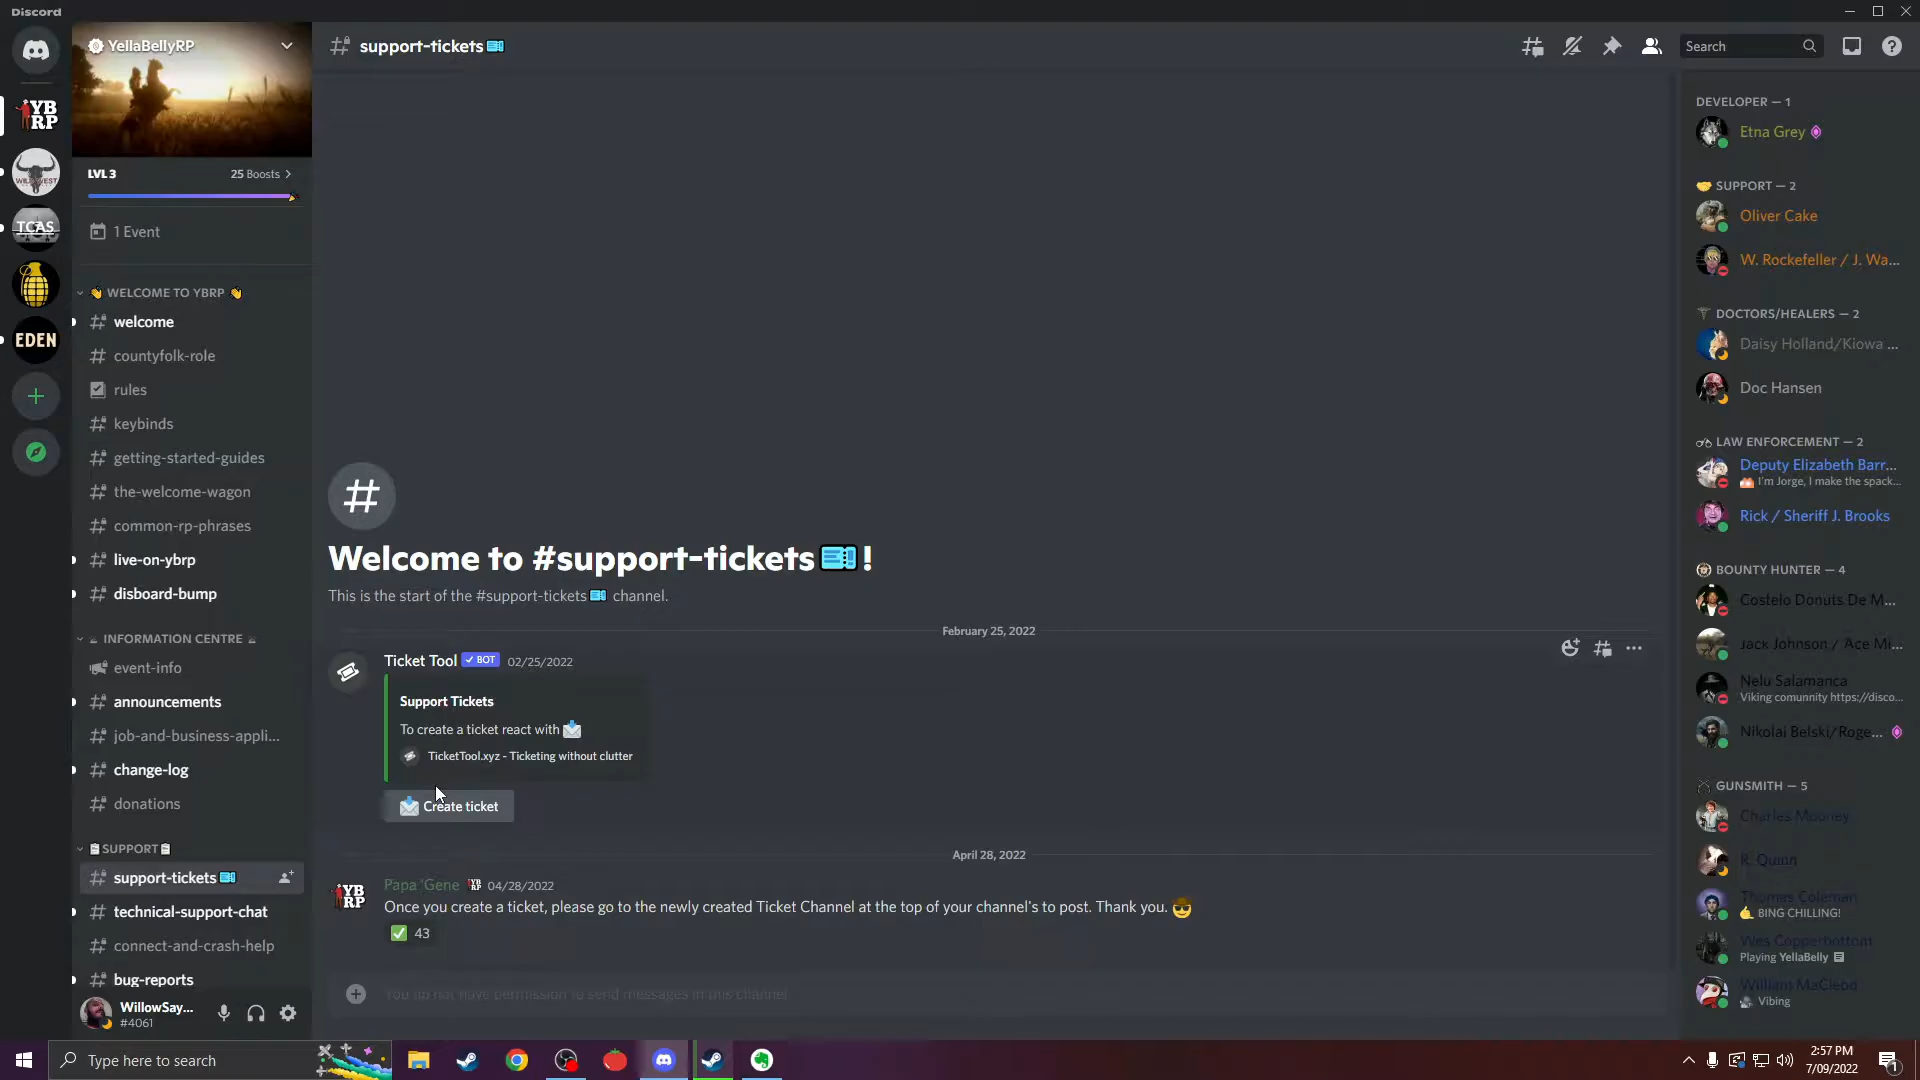 Discord
YellaBellyRP
support-tickets🎟
Search
LVL 3
25 Boosts
1 Event
👋 WELCOME TO YBRP 👋
welcome
countyfolk-role
rules
keybinds
getting-started-guides
the-welcome-wagon
common-rp-phrases
live-on-ybrp
disboard-bump
INFORMATION CENTRE
event-info
announcements
job-and-business-appli...
change-log
donations
📋SUPPORT📋
support-tickets🎟
technical-support-chat
connect-and-crash-help
bug-reports
WillowSay...
#4061
YB
RP
WILD WEST
TCAS
EDEN
Welcome to #support-tickets🎟!
This is the start of the #support-tickets🎟 channel.
February 25, 2022
Ticket Tool ✓ BOT 02/25/2022
Support Tickets
To create a ticket react with 📩
TicketTool.xyz - Ticketing without clutter
📩 Create ticket
April 28, 2022
Papa 'Gene YB RP 04/28/2022
Once you create a ticket, please go to the newly created Ticket Channel at the top of your channel's to post. Thank you. 🤠
✅ 43
You do not have permission to send messages in this channel.
DEVELOPER — 1
Etna Grey
🤝 SUPPORT — 2
Oliver Cake
W. Rockefeller / J. Wa...
DOCTORS/HEALERS — 2
Daisy Holland/Kiowa ...
Doc Hansen
LAW ENFORCEMENT — 2
Deputy Elizabeth Barr...
I'm Jorge, I make the spack...
Rick / Sheriff J. Brooks
BOUNTY HUNTER — 4
Costelo Donuts De M...
Jack Johnson / Ace Mi...
Nelu Salamanca
Viking comunnity https://disco...
Nikolai Belski/Roge...
GUNSMITH — 5
Charles Mooney
R. Quinn
Thomas Coleman
BING CHILLING!
Wes Copperbottom
Playing YellaBelly
William MacLeod
Vibing
Type here to search
2:57 PM
7/09/2022
1